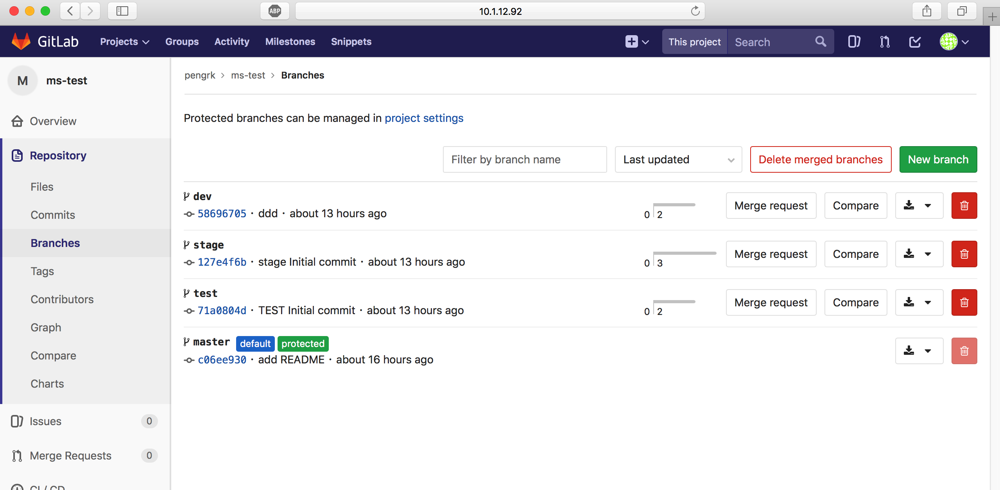 ABP
10.1.12.92
GitLab Projects Groups Activity Milestones Snippets This project Search
M ms-test
Overview
Repository
Files
Commits
Branches
Tags
Contributors
Graph
Compare
Charts
Issues 0
Merge Requests 0
CI / CD
pengrk > ms-test > Branches
Protected branches can be managed in project settings
Filter by branch name Last updated Delete merged branches New branch
dev
58696705 · ddd · about 13 hours ago
0 2 Merge request Compare
stage
127e4f6b · stage Initial commit · about 13 hours ago
0 3 Merge request Compare
test
71a0804d · TEST Initial commit · about 13 hours ago
0 2 Merge request Compare
master default protected
c06ee930 · add README · about 16 hours ago